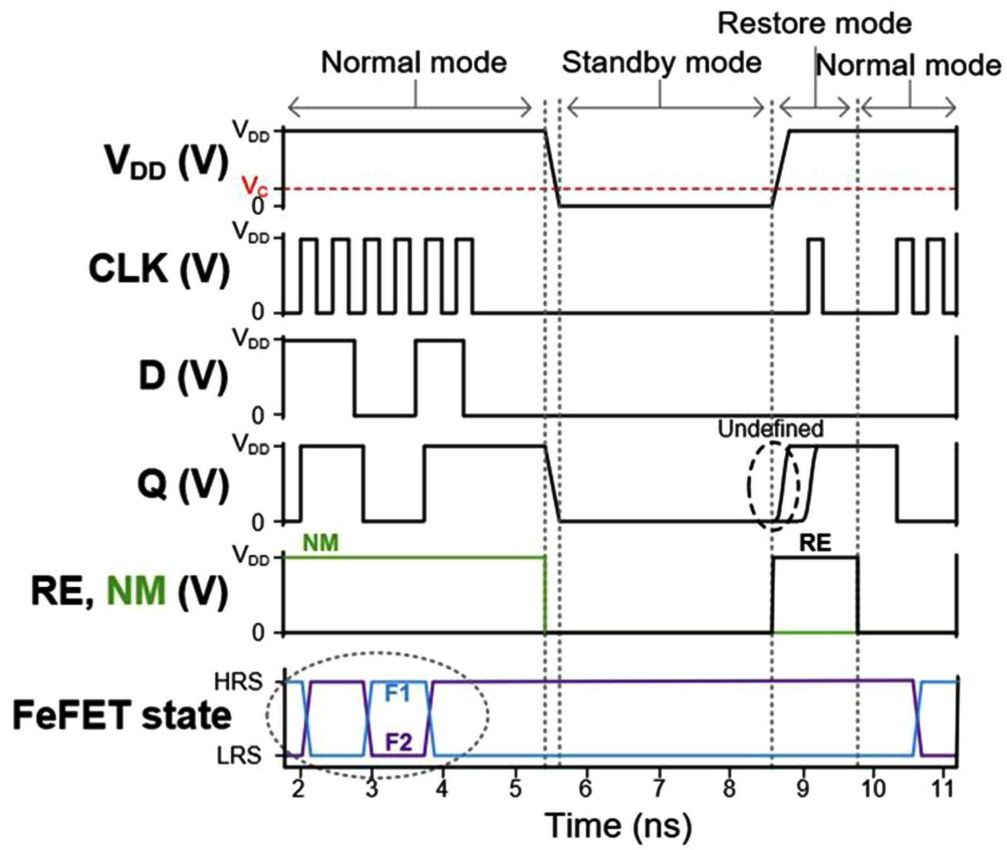 Restore mode
Normal mode
Standby mode
Normal mode
V_DD (V)
V_DD
V_C
0
CLK (V)
V_DD
0
D (V)
V_DD
0
Q (V)
V_DD
0
Undefined
RE, NM (V)
V_DD
0
NM
RE
FeFET state
HRS
LRS
F1
F2
2 3 4 5 6 7 8 9 10 11
Time (ns)